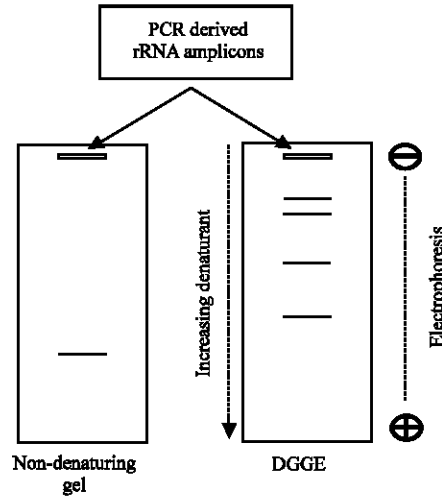 PCR derived
rRNA amplicons
Increasing denaturant
Electrophoresis
Non-denaturing
gel
DGGE